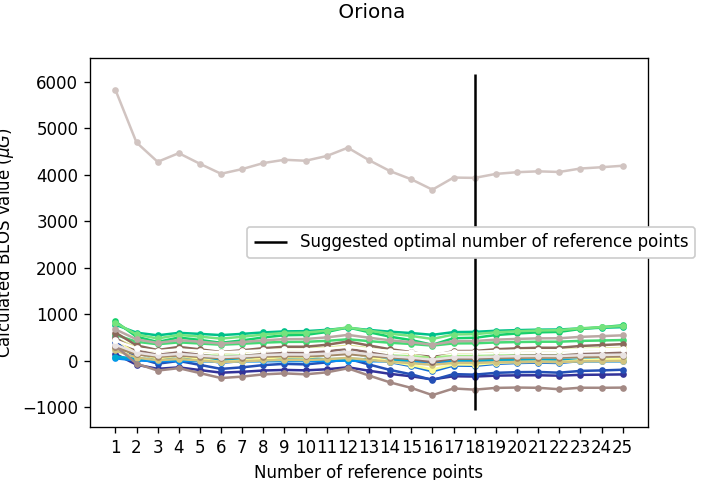 Oriona
6000
5000
4000
3000
2000
1000
0
−1000
Calculated BLOS value (μG)
Suggested optimal number of reference points
1 2 3 4 5 6 7 8 9 10 11 12 13 14 15 16 17 18 19 20 21 22 23 24 25
Number of reference points